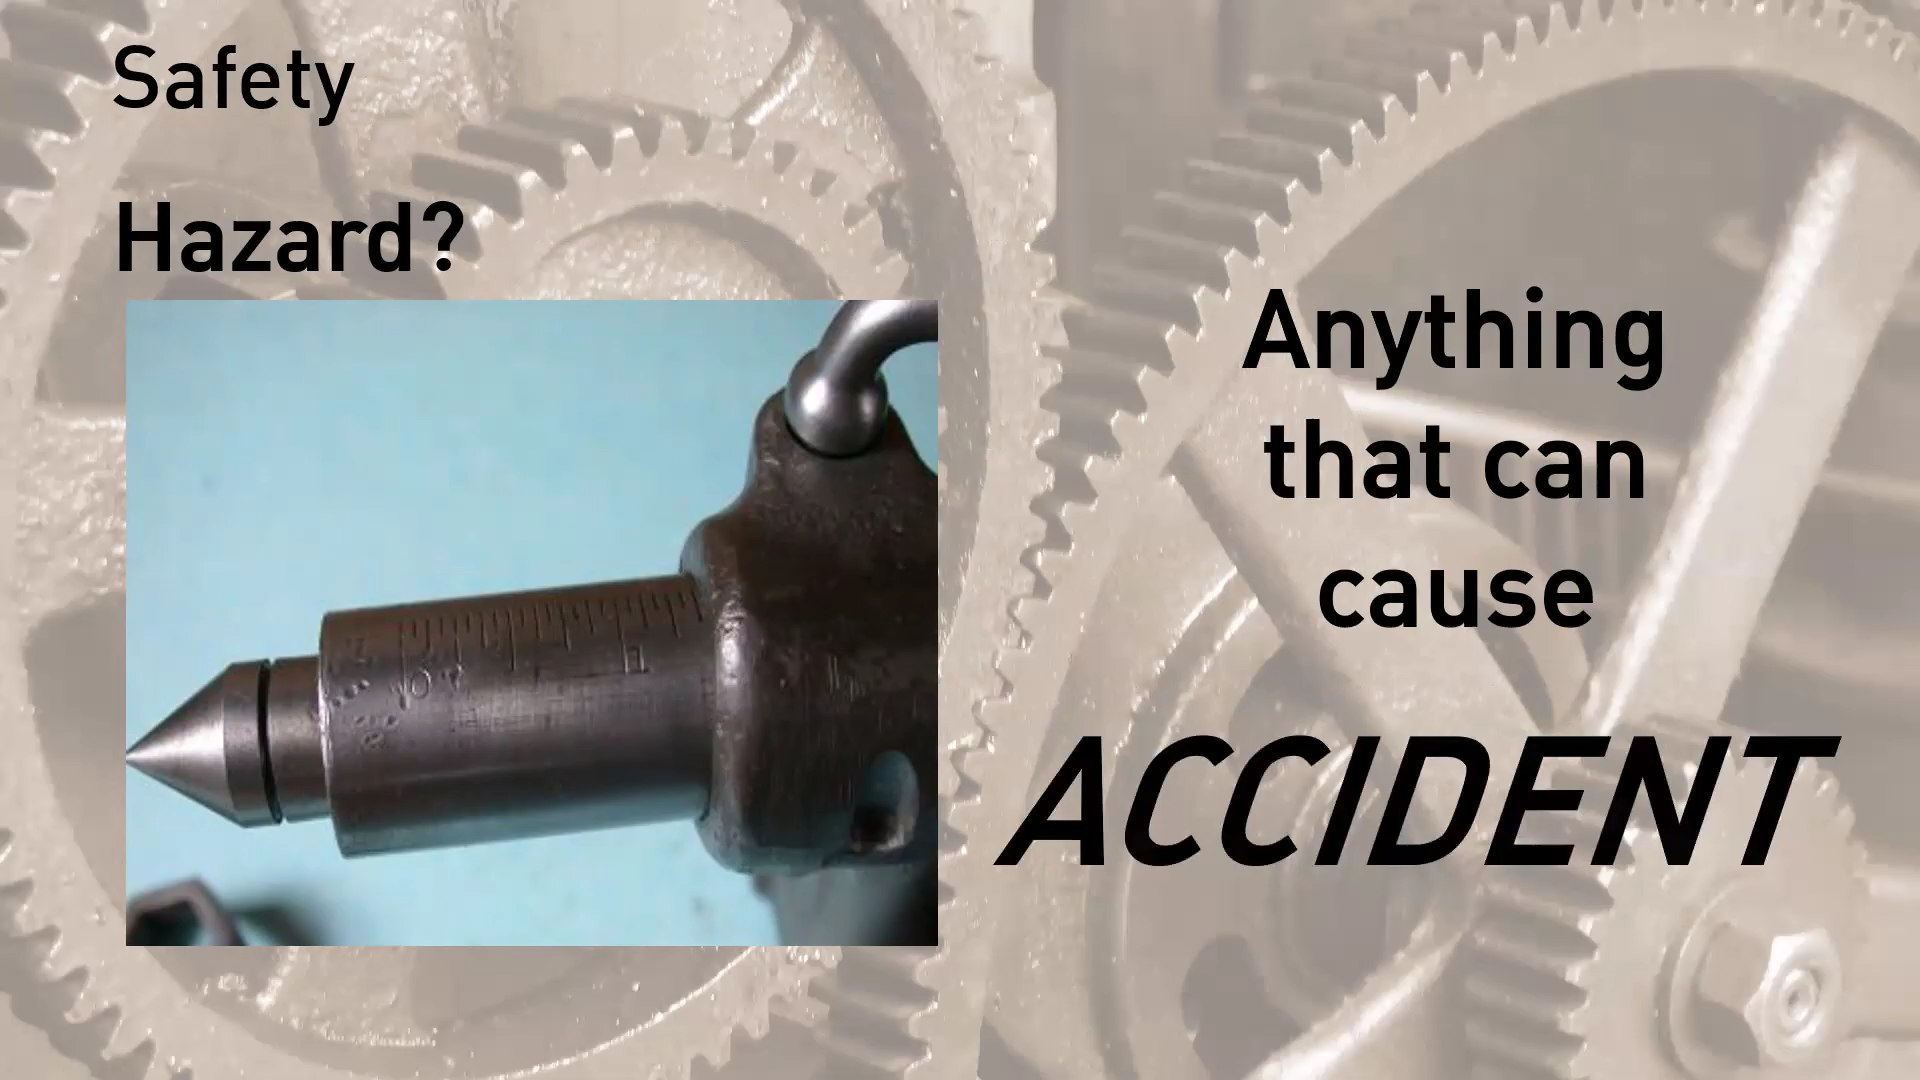 Safety
Hazard?
Anything
that can
cause
ACCIDENT